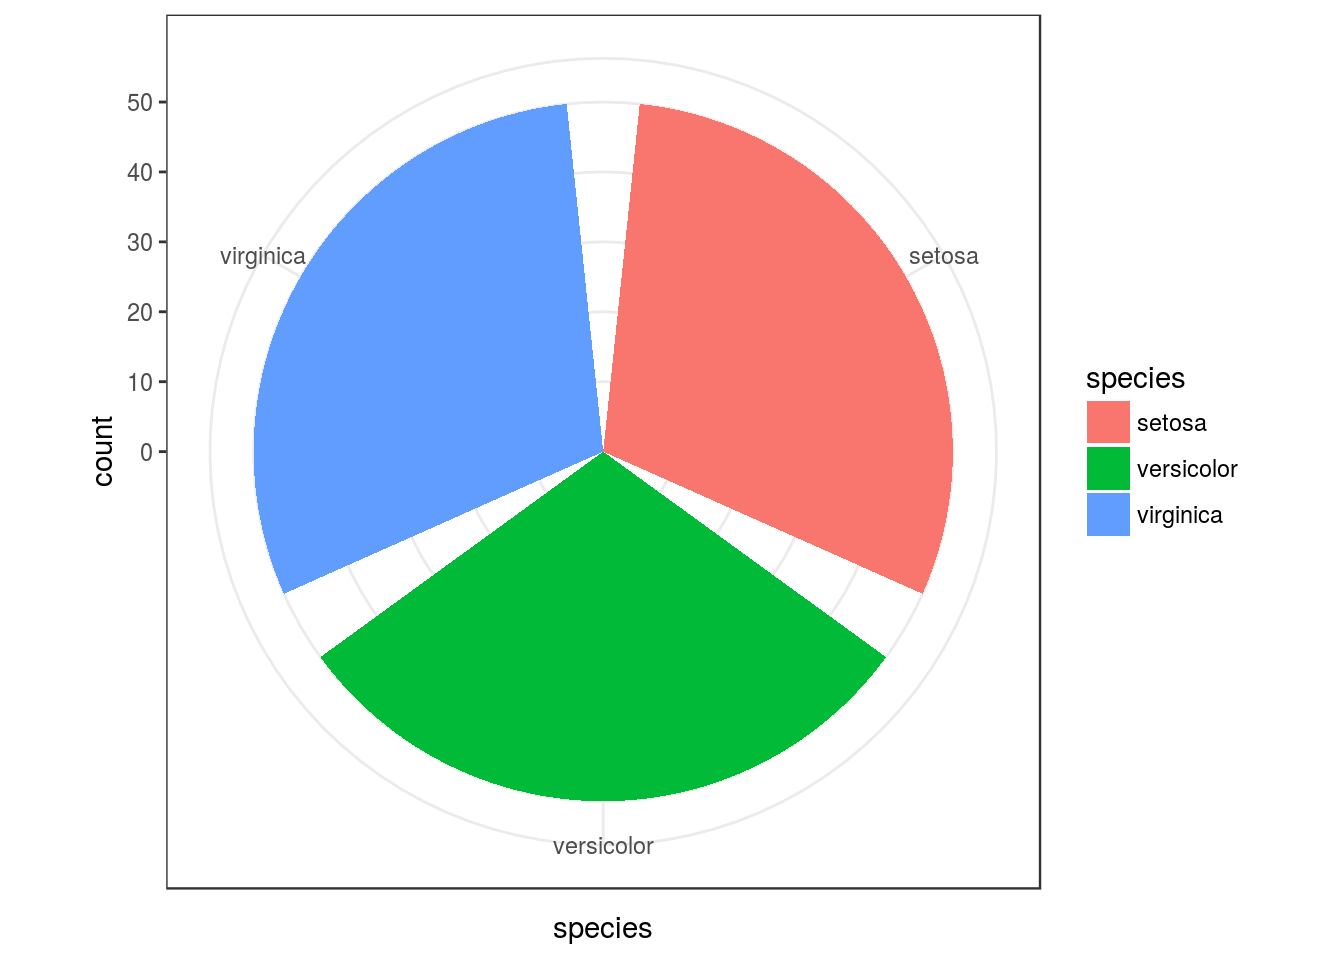 50
40
30
20
10
0
count
virginica
setosa
versicolor
species
species
setosa
versicolor
virginica